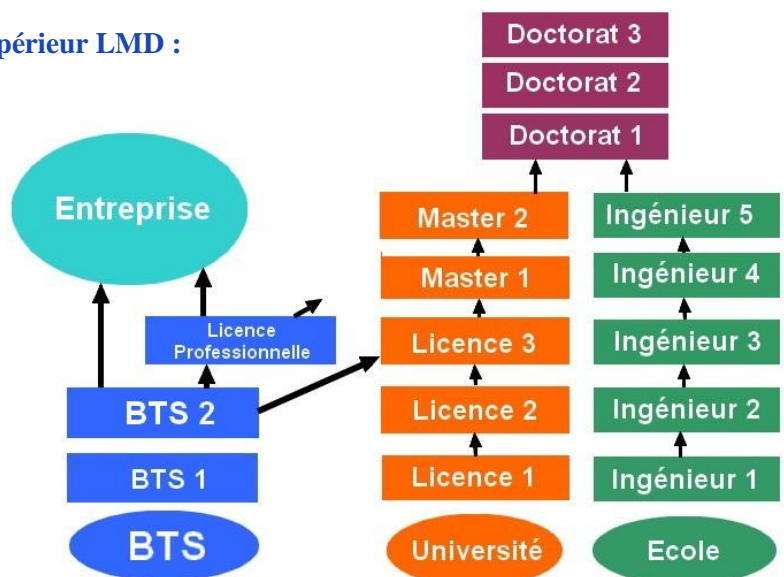 périeur LMD :
Doctorat 3
Doctorat 2
Doctorat 1
Entreprise
Licence
Professionnelle
BTS 2
BTS 1
BTS
Master 2
Master 1
Licence 3
Licence 2
Licence 1
Université
Ingénieur 5
Ingénieur 4
Ingénieur 3
Ingénieur 2
Ingénieur 1
Ecole